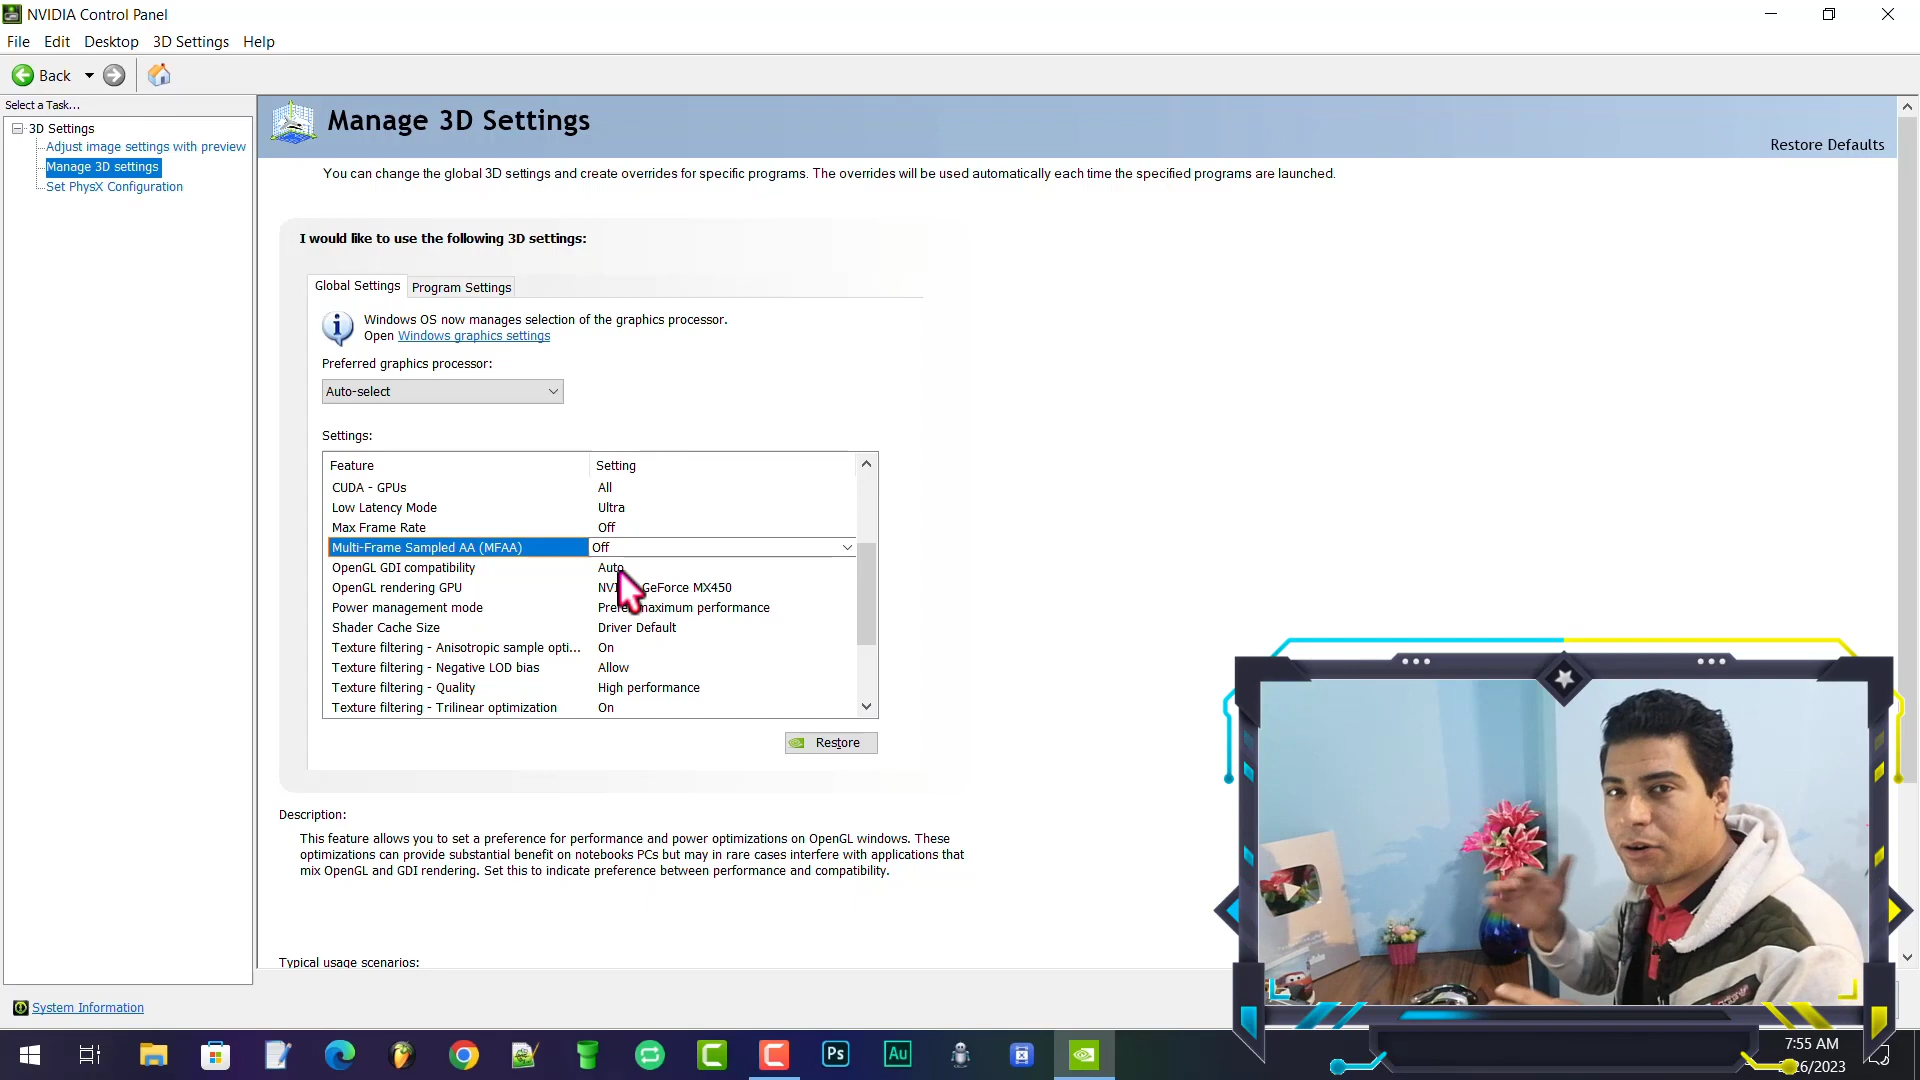 NVIDIA Control Panel
File Edit Desktop 3D Settings Help
Back
Select a Task...
3D Settings
Adjust image settings with preview
Manage 3D settings
Set PhysX Configuration
Manage 3D Settings
Restore Defaults
You can change the global 3D settings and create overrides for specific programs. The overrides will be used automatically each time the specified programs are launched.
I would like to use the following 3D settings:
Global Settings Program Settings
Windows OS now manages selection of the graphics processor.
Open Windows graphics settings
Preferred graphics processor:
Auto-select
Settings:
Feature Setting
CUDA - GPUs All
Low Latency Mode Ultra
Max Frame Rate Off
Multi-Frame Sampled AA (MFAA) Off
OpenGL GDI compatibility Auto
OpenGL rendering GPU GeForce MX450
Power management mode maximum performance
Shader Cache Size Driver Default
Texture filtering - Anisotropic sample opti... On
Texture filtering - Negative LOD bias Allow
Texture filtering - Quality High performance
Texture filtering - Trilinear optimization On
Restore
Description:
This feature allows you to set a preference for performance and power optimizations on OpenGL windows. These
optimizations can provide substantial benefit on notebooks PCs but may in rare cases interfere with applications that
mix OpenGL and GDI rendering. Set this to indicate preference between performance and compatibility.
Typical usage scenarios:
System Information
Ps
Au
7:55 AM
26/2023